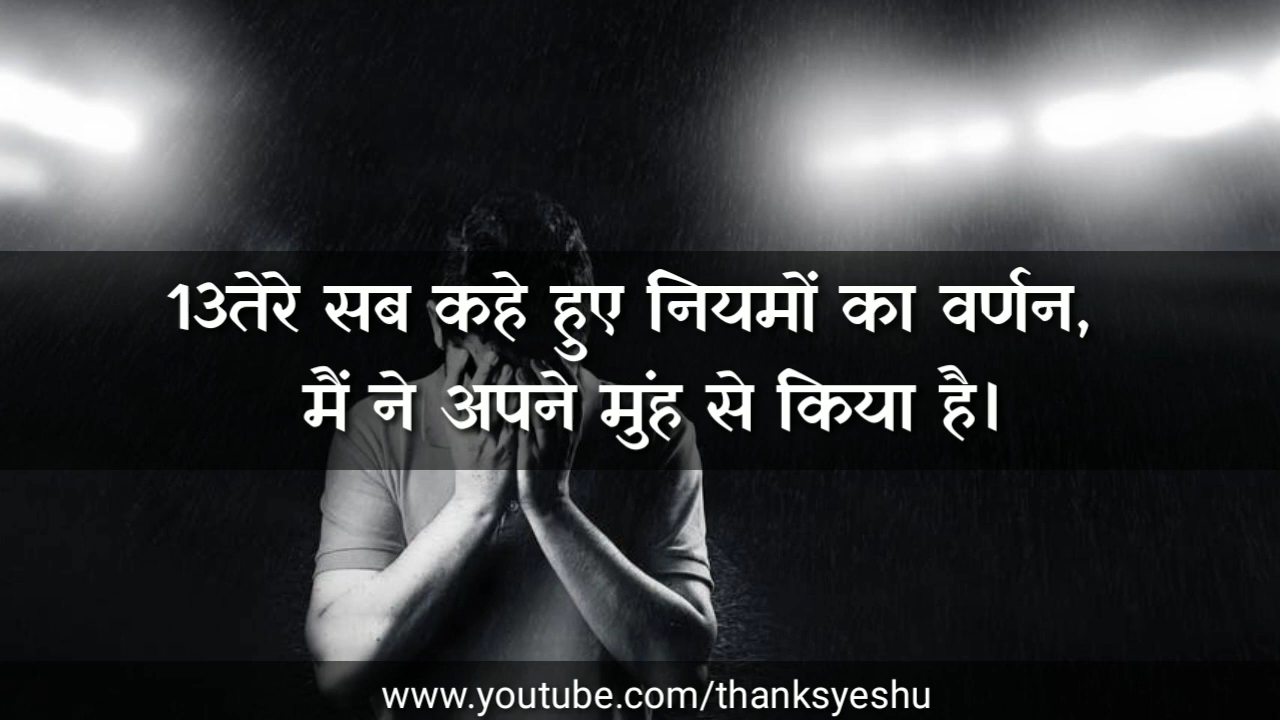 13तेरे सब कहे हुए नियमों का वर्णन,
मैं ने अपने मुंह से किया है।
www.youtube.com/thanksyeshu